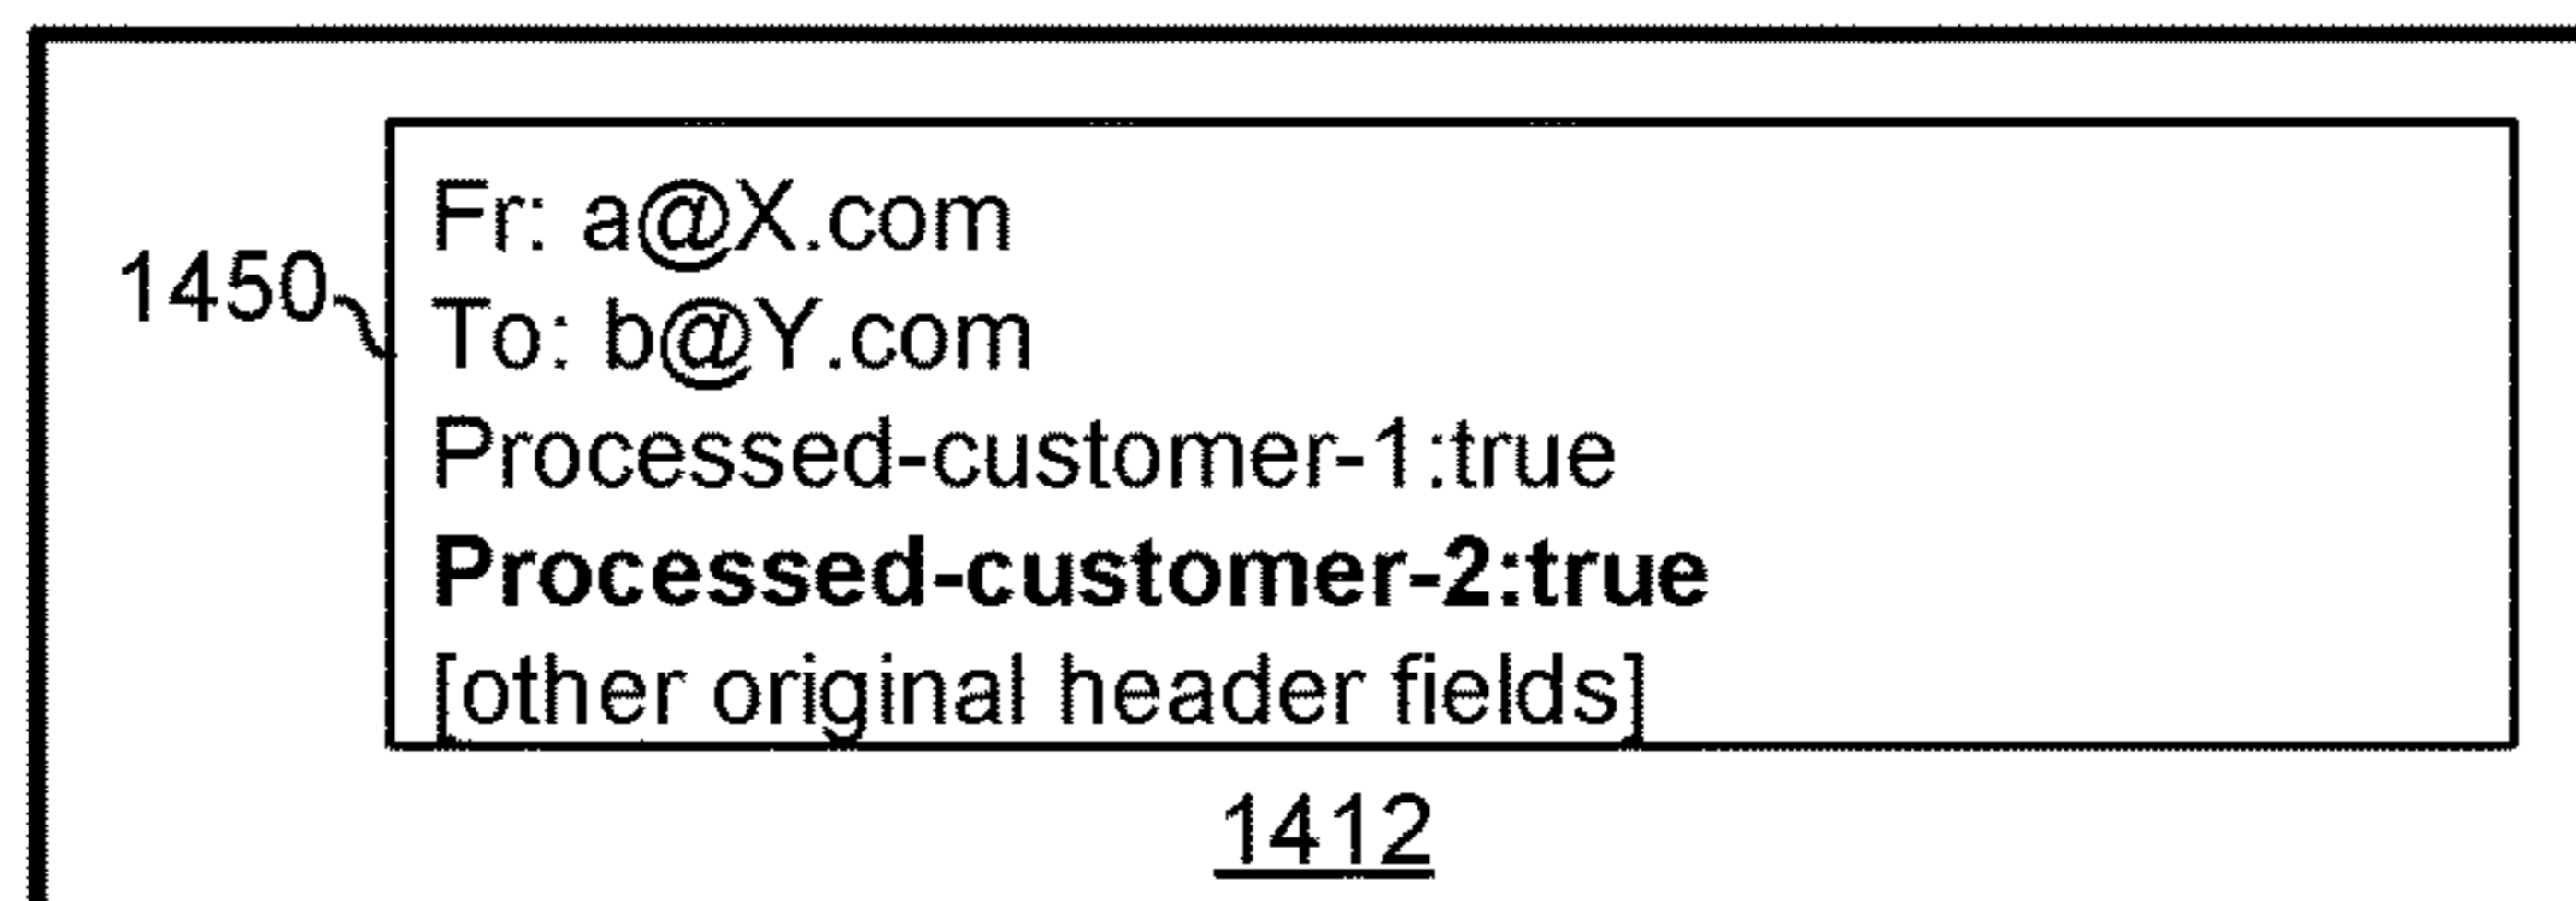 Fr: a@X.com
1450
To: b@Y.com
Processed-customer-1:true
Processed-customer-2:true
[other original header fields]
1412